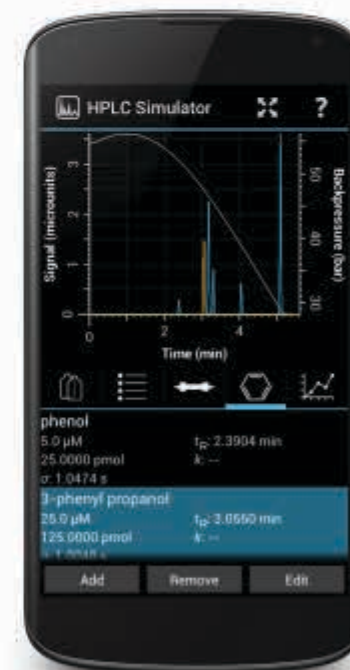 HPLC Simulator ?
Signal (microunits)
3
2
1
0
Backpressure (bar)
50
40
30
0 2 4
Time (min)
phenol
5.0 µM tR: 2.3904 min
25.0000 pmol k: --
σ: 1.0474 s
3-phenyl propanol
25.0 µM tR: 3.0550 min
125.0000 pmol k: --
Add Remove Edit